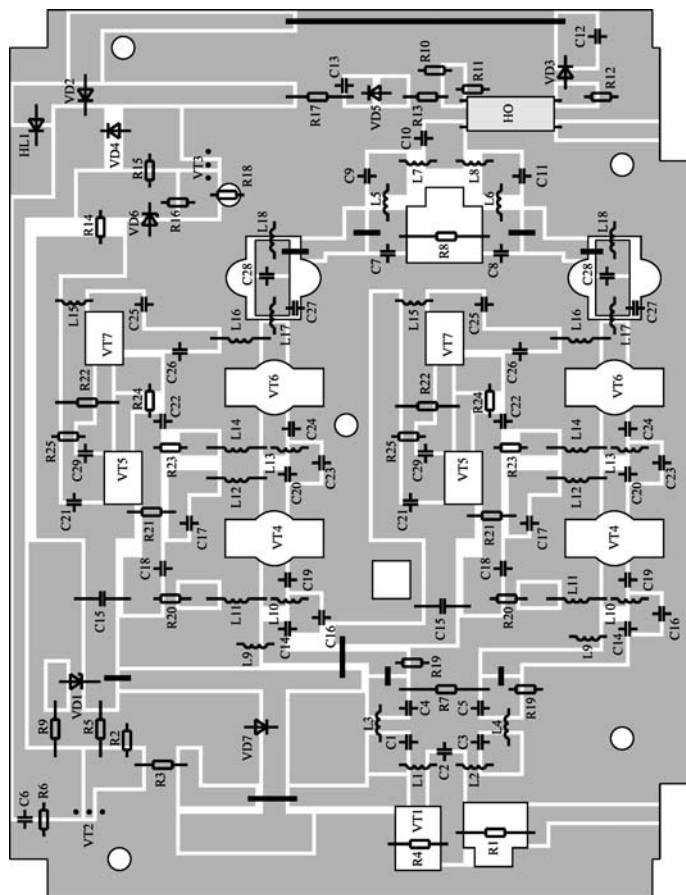 C12
VD2
C13
R10
R11
VD3
R12
HL1
R17
VD5
R13
HO
VD4
C10
VT3
R15
C9
L7
L8
C11
R18
R16
L5
L6
VD6
R14
L18
R8
L18
C28
C7
C8
C28
C27
C27
L15
C25
L16
L17
L15
C25
L16
L17
VT7
C26
VT7
C26
R22
VT6
R22
VT6
R24
R24
C22
C22
R25
C24
R25
C24
C29
R23
L14
L13
C29
R23
L14
L13
VT5
L12
C20
C23
VT5
L12
C20
C23
C21
R21
C17
C21
R21
C17
VT4
VT4
C18
C19
C18
C19
C15
R20
L11
L10
C15
R20
L11
L10
C16
C14
C16
C14
L9
L9
R19
VD1
R9
R7
R19
R5
C4
C5
R2
VD7
L3
L4
C1
C3
R3
C2
L1
L2
C6
R6
VT2
VT1
R4
R1